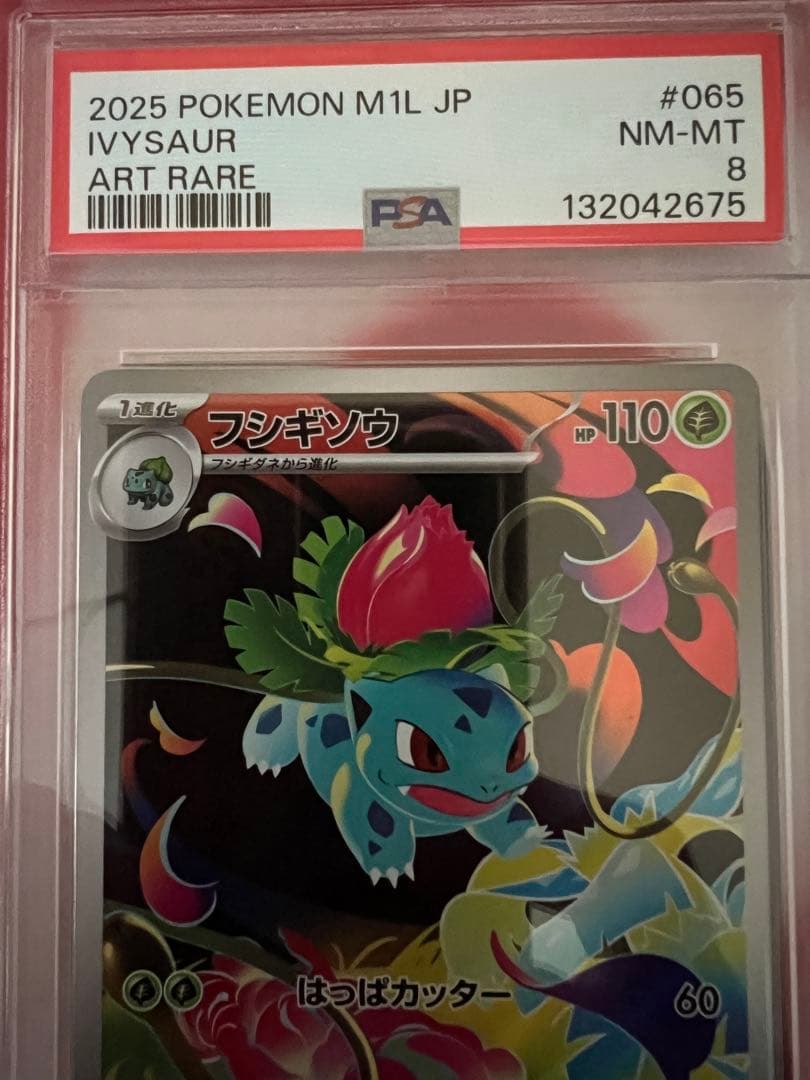 2025 POKEMON M1L JP #065
IVYSAUR NM-MT
ART RARE 8
PSA 132042675
1進化 フシギソウ HP 110
フシギダネから進化
はっぱカッター 60